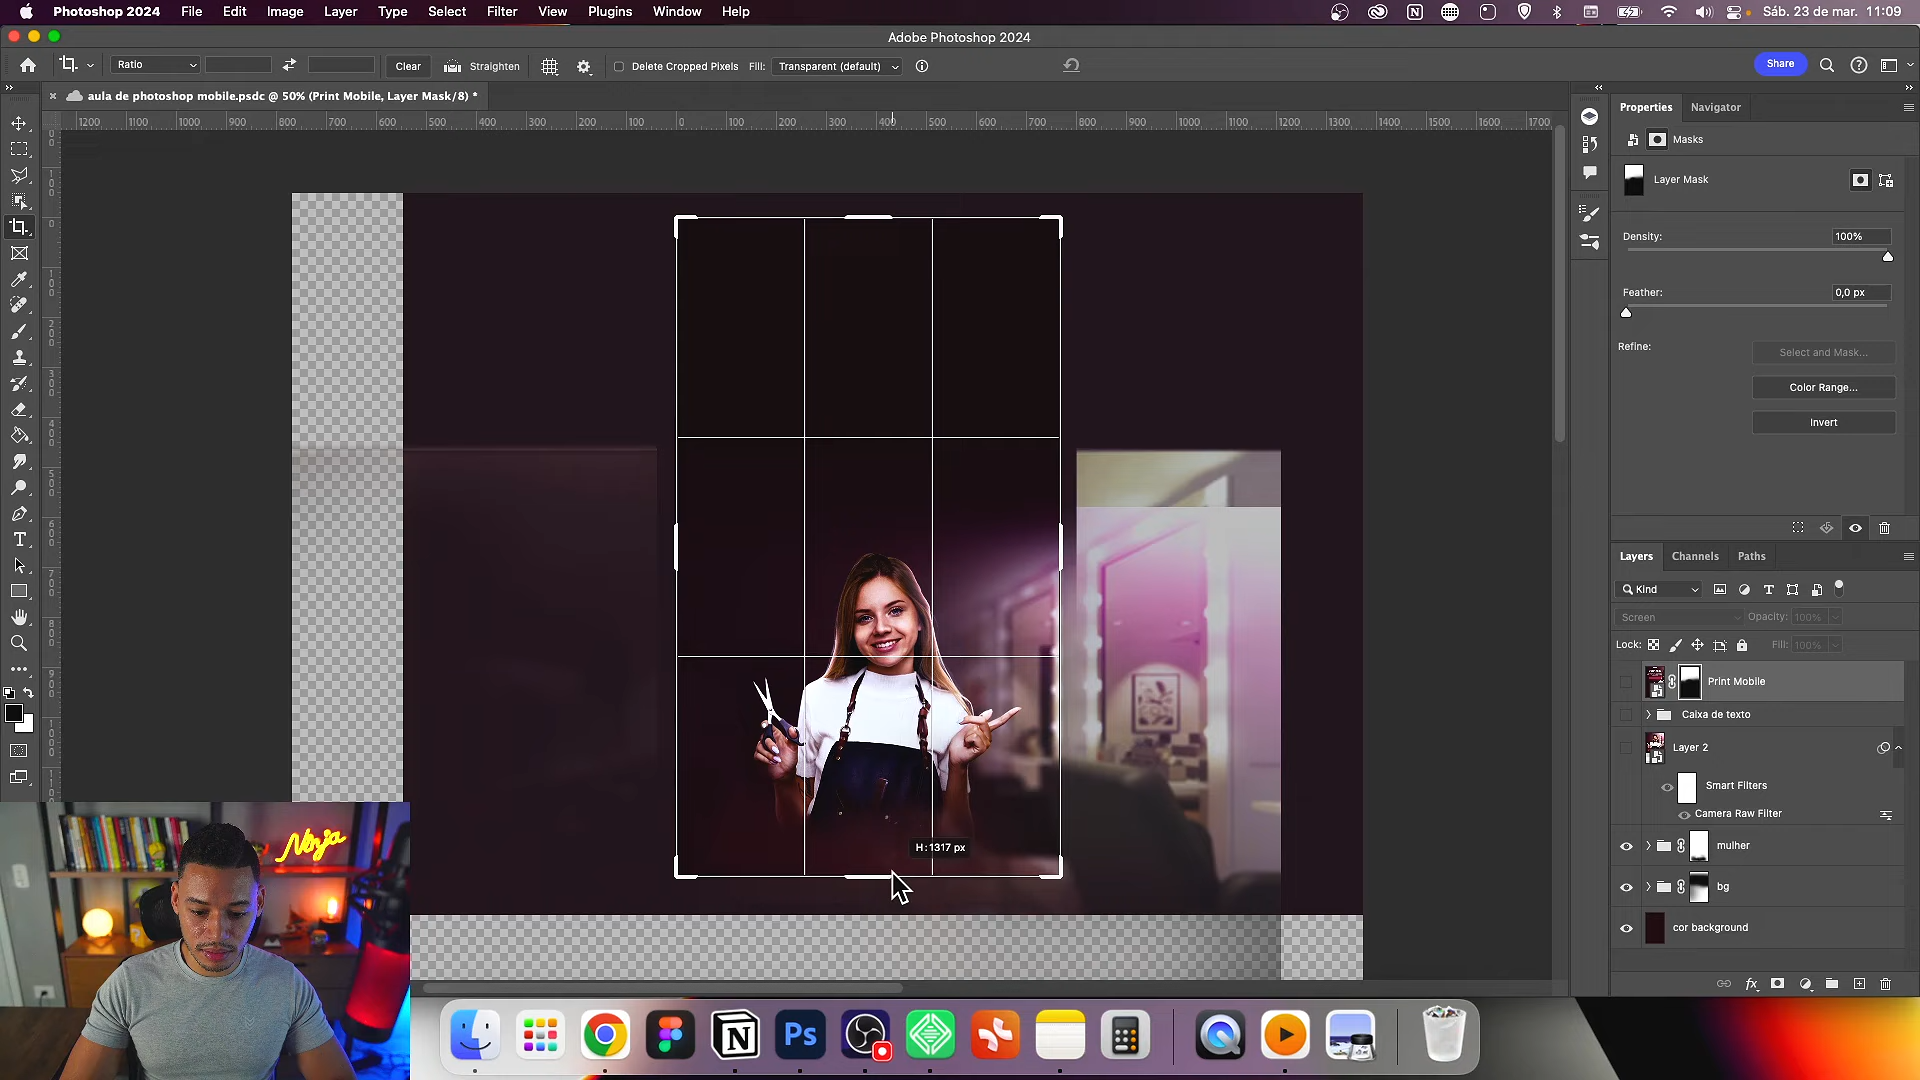 Photoshop 2024 File Edit Image Layer Type Select Filter View Plugins Window Help Sáb. 23 de mar. 11:09
Adobe Photoshop 2024
Ratio Clear Straighten Delete Cropped Pixels Fill: Transparent (default) Share
aula de photoshop mobile.psdc @ 50% (Print Mobile, Layer Mask/8) *
1200 1100 1000 900 800 700 600 500 400 300 200 100 0 100 200 300 400 500 600 700 800 900 1000 1100 1200 1300 1400 1500 1600 1700
Properties Navigator
Masks
Layer Mask
Density: 100%
Feather: 0,0 px
Refine: Select and Mask...
Color Range...
Invert
Layers Channels Paths
Kind
Screen Opacity: 100%
Lock: Fill: 100%
Print Mobile
Caixa de texto
Layer 2
Smart Filters
Camera Raw Filter
mulher
bg
cor background
H: 1317 px
Ninja
Ps